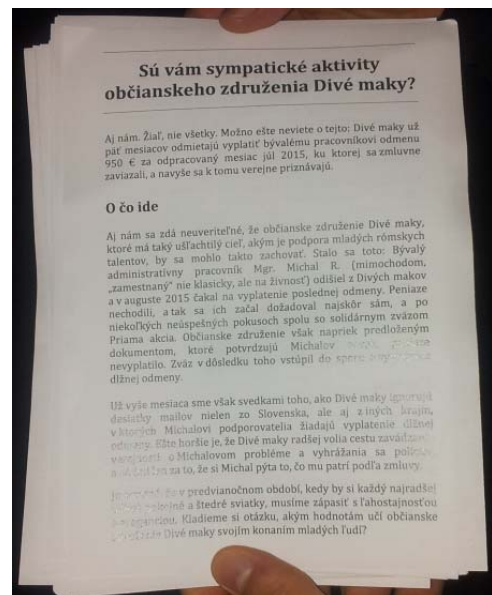 Sú vám sympatické aktivity
občianskeho združenia Divé maky?
Aj nám. Žiaľ, nie všetky. Možno ešte neviete o tejto: Divé maky už
päť mesiacov odmietajú vyplatiť bývalému pracovníkovi odmenu
950 € za odpracovaný mesiac júl 2015, ku ktorej sa zmluvne
zaviazali, a navyše sa k tomu verejne priznávajú.
O čo ide
Aj nám sa zdá neuveriteľné, že občianske združenie Divé maky,
ktoré má taký ušľachtilý cieľ, akým je podpora mladých rómskych
talentov, by sa mohlo takto zachovať. Stalo sa toto: Bývalý
administratívny pracovník Mgr. Michal R. (mimochodom,
„zamestnaný" nie klasicky, ale na živnosť) odišiel z Divých makov
a v auguste 2015 čakal na vyplatenie poslednej odmeny. Peniaze
nechodili, a tak sa ich začal dožadoval najskôr sám, a po
niekoľkých neúspešných pokusoch spolu so solidárnym zväzom
Priama akcia. Občianske združenie však napriek predloženým
dokumentom, ktoré potvrdzujú Michalov
nevyplatilo. Zväz v dôsledku toho vstúpil do sporu
dlžnej odmeny.
Už vyše mesiaca sme však svedkami toho, ako Divé maky ignorujú
desiatky mailov nielen zo Slovenska, ale aj z iných krajín,
v ktorých Michalovi podporovatelia žiadajú vyplatenie dlžnej
odmeny. Ešte horšie je, že Divé maky radšej volia cestu
o Michalovom probléme a vyhrážania sa
za to, že si Michal pýta to, čo mu patrí podľa zmluvy.
v predvianočnom období, kedy by si každý najradšej
a štedré sviatky, musíme zápasiť s ľahostajnosťou
Kladieme si otázku, akým hodnotám učí občianske
Divé maky svojím konaním mladých ľudí?